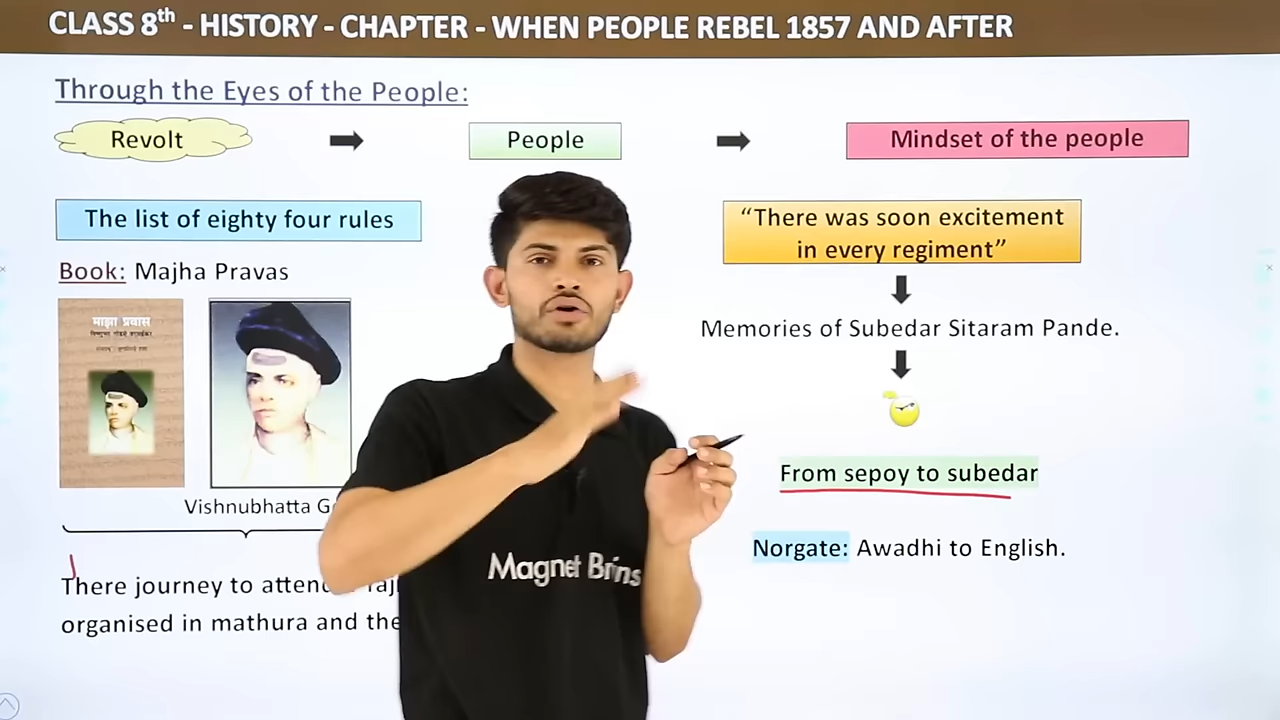 CLASS 8th - HISTORY - CHAPTER - WHEN PEOPLE REBEL 1857 AND AFTER
Through the Eyes of the People:
Revolt
People
Mindset of the people
The list of eighty four rules
Book: Majha Pravas
माझा प्रवास
Vishnubhatta
There journey to attend
organised in mathura and the
"There was soon excitement
in every regiment"
Memories of Subedar Sitaram Pande.
From sepoy to subedar
Norgate: Awadhi to English.
Magnet Brins